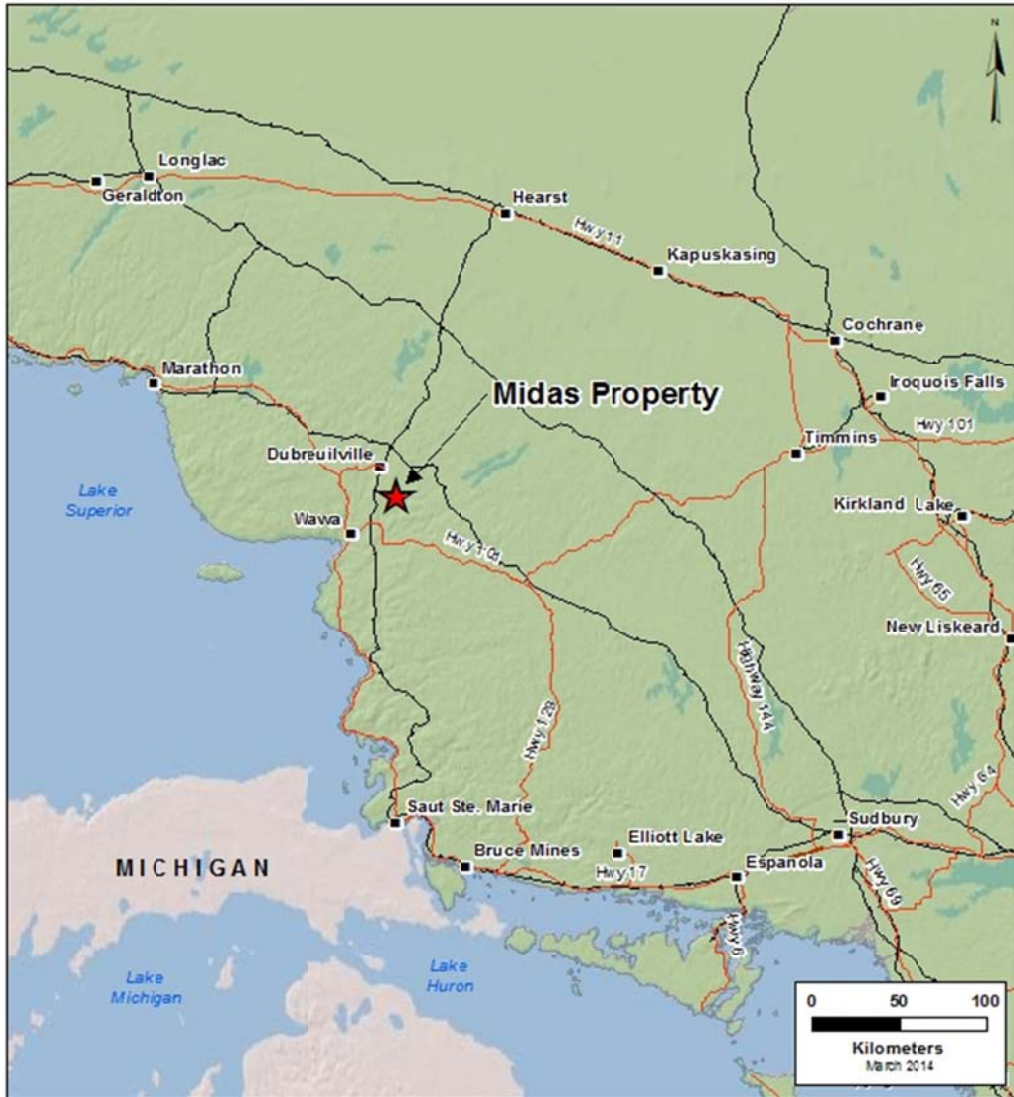 N
Longlac
Geraldton
Hearst
Hwy 11
Kapuskasing
Cochrane
Marathon
Iroquois Falls
Midas Property
Hwy 101
Timmins
Dubreuilville
Lake
Superior
Kirkland Lake
Wawa
Hwy 101
Hwy 65
New Liskeard
Highway 144
Hwy 129
Hwy 64
Saut Ste. Marie
Sudbury
Elliott Lake
Bruce Mines
MICHIGAN
Hwy 17
Espanola
Hwy 69
Hwy 6
Lake
Michigan
Lake
Huron
0 50 100
Kilometers
March 2014